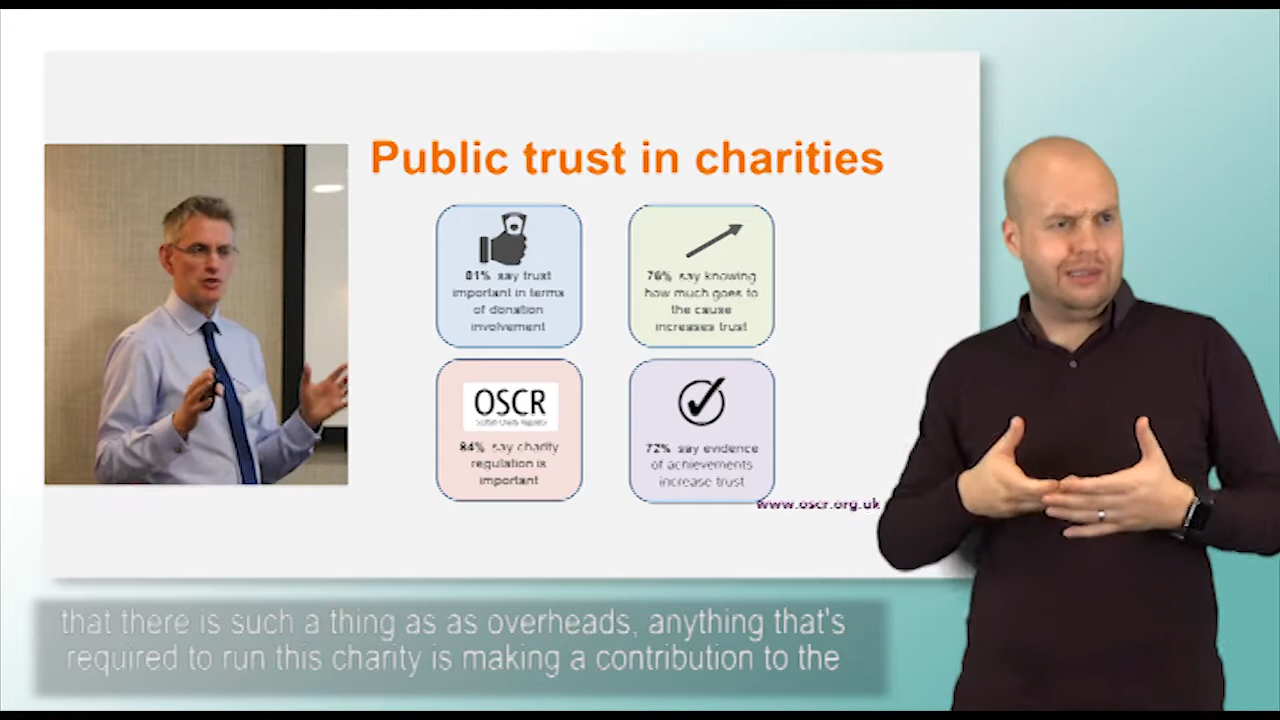 Public trust in charities
81% say trust
important in terms
of donation
involvement
76% say knowing
how much goes to
the cause
increases trust
OSCR
84% say charity
regulation is
important
72% say evidence
of achievements
increase trust
www.oscr.org.uk
that there is such a thing as as overheads, anything that's
required to run this charity is making a contribution to the